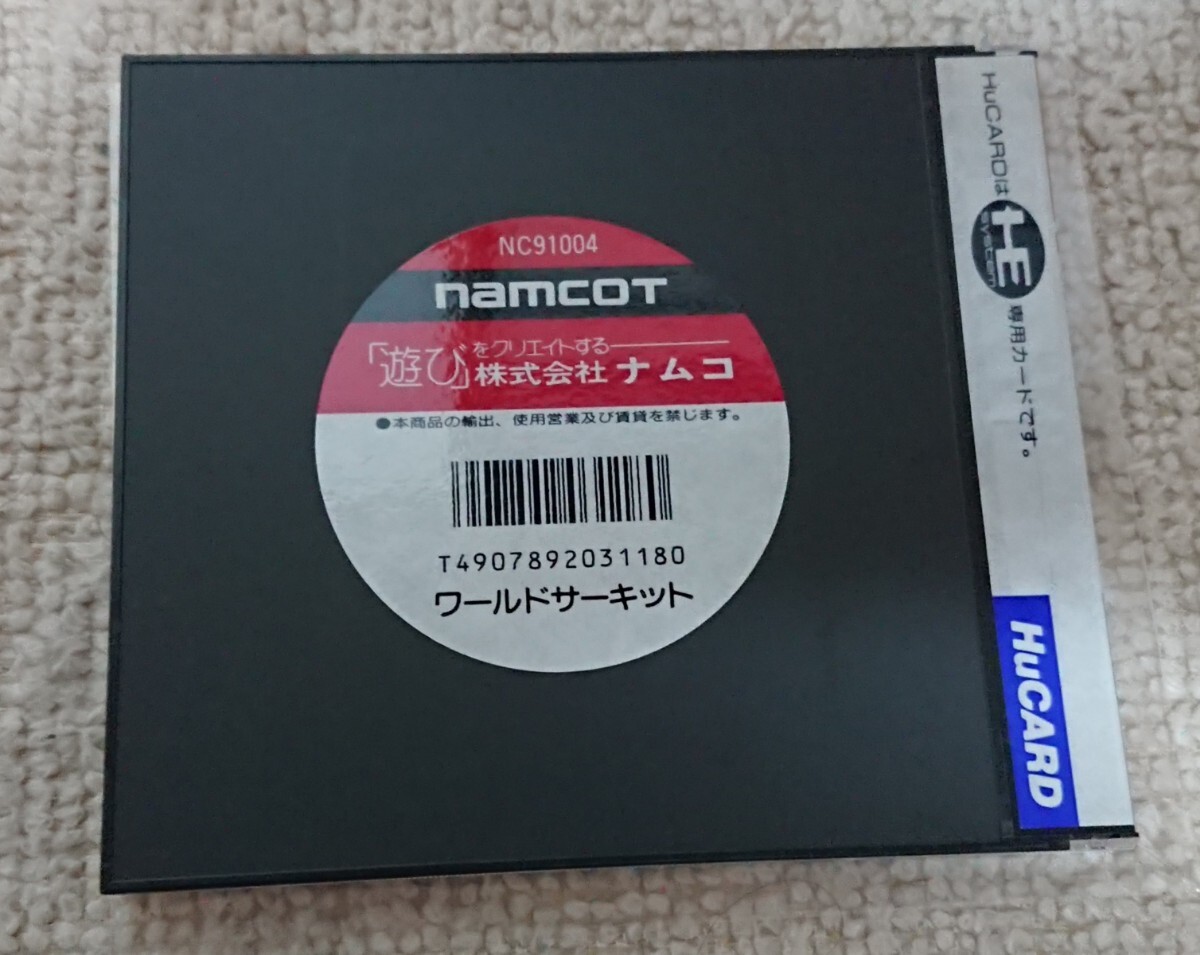 NC91004
namcoT
「遊び」をクリエイトする
株式会社ナムコ
●本商品の輸出、使用営業及び賃貸を禁じます。
T4907892031180
ワールドサーキット
HuCARDは HE SYSTEM 専用カードです。
HuCARD